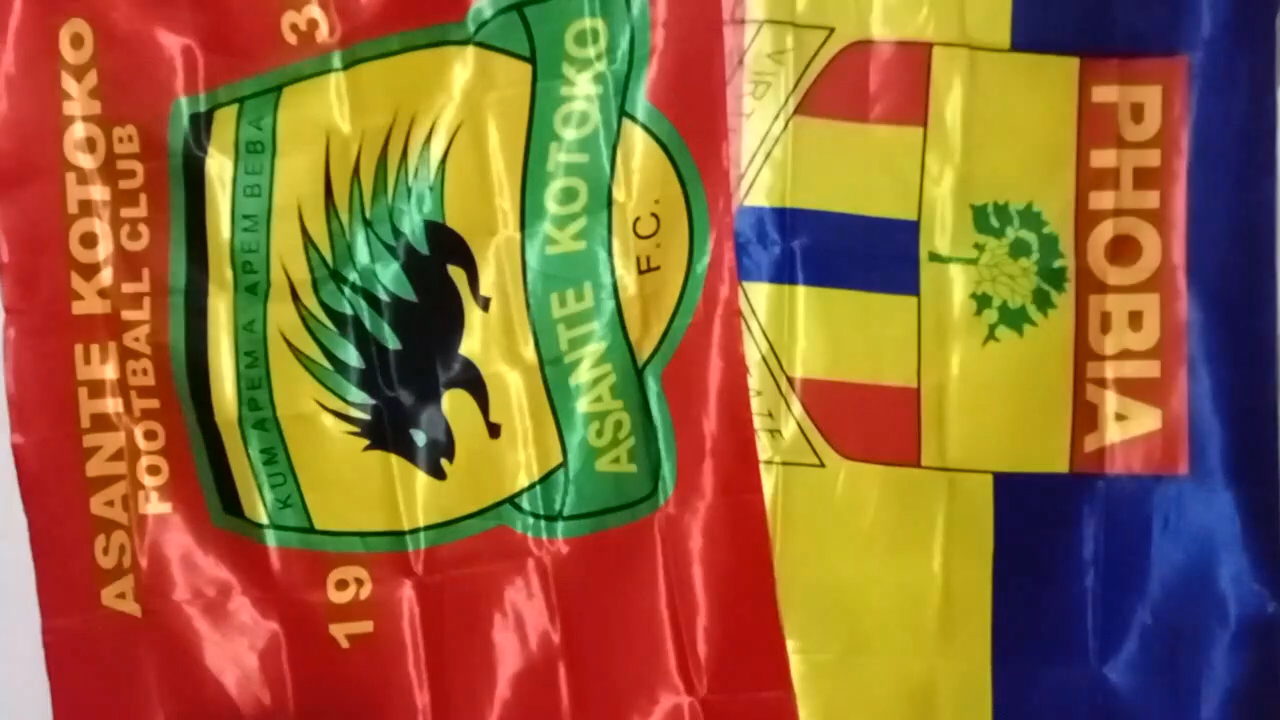 ASANTE KOTOKO
FOOTBALL CLUB
19 3
KUM APEM A APEM BEBA
ASANTE KOTOKO
F.C.
PHOBIA